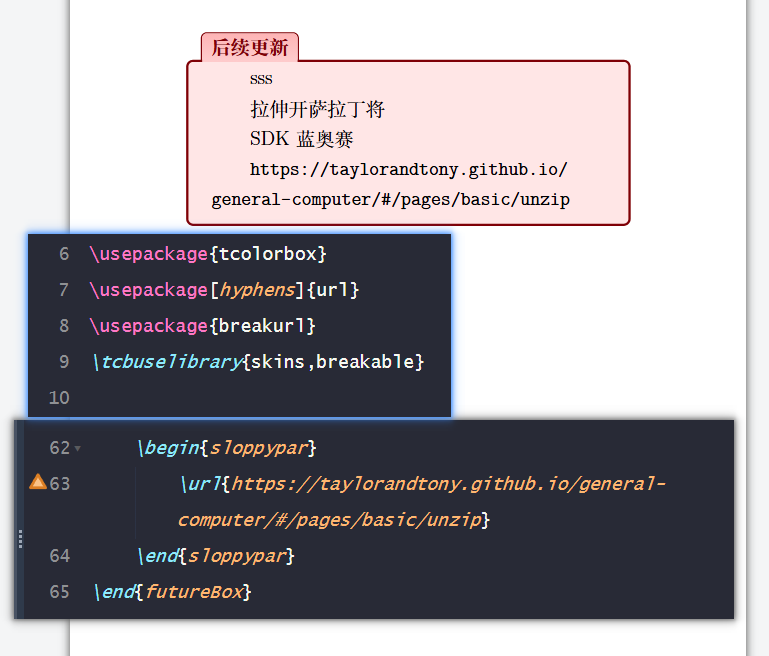 后续更新
sss
拉伸开萨拉丁将
SDK 蓝奥赛
https://taylorandtony.github.io/
general-computer/#/pages/basic/unzip
6 \usepackage{tcolorbox}
7 \usepackage[hyphens]{url}
8 \usepackage{breakurl}
9 \tcbuselibrary{skins,breakable}
10
62 \begin{sloppypar}
63 \url{https://taylorandtony.github.io/general-
computer/#/pages/basic/unzip}
64 \end{sloppypar}
65 \end{futureBox}